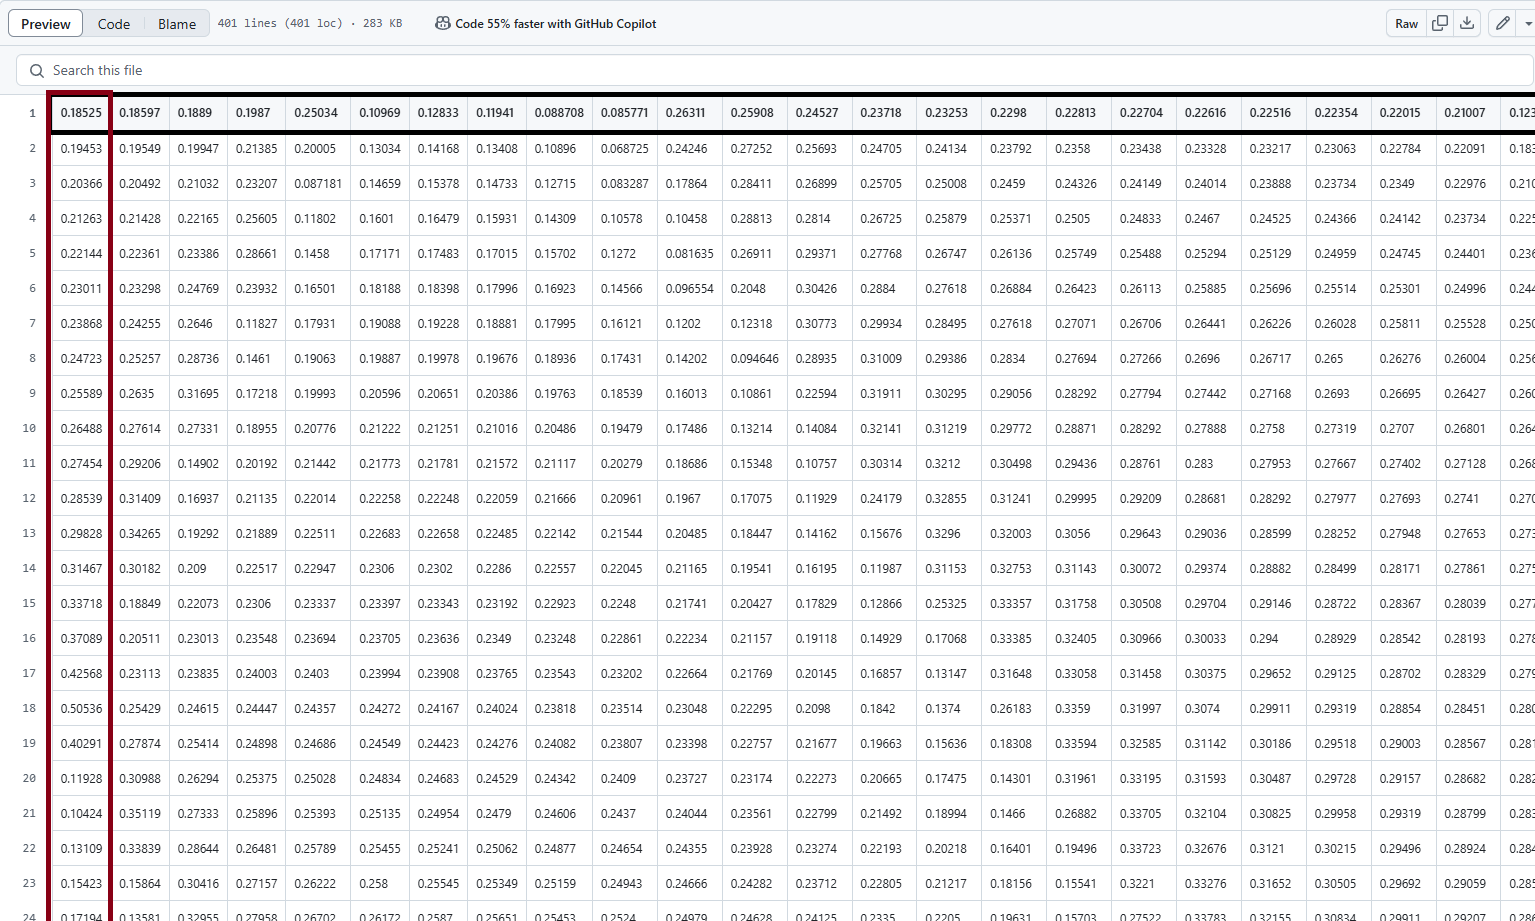 Preview Code Blame 401 lines (401 loc) · 283 KB Code 55% faster with GitHub Copilot Raw
Search this file
1 0.18525 0.18597 0.1889 0.1987 0.25034 0.10969 0.12833 0.11941 0.088708 0.085771 0.26311 0.25908 0.24527 0.23718 0.23253 0.2298 0.22813 0.22704 0.22616 0.22516 0.22354 0.22015 0.21007
2 0.19453 0.19549 0.19947 0.21385 0.20005 0.13034 0.14168 0.13408 0.10896 0.068725 0.24246 0.27252 0.25693 0.24705 0.24134 0.23792 0.2358 0.23438 0.23328 0.23217 0.23063 0.22784 0.22091
3 0.20366 0.20492 0.21032 0.23207 0.087181 0.14659 0.15378 0.14733 0.12715 0.083287 0.17864 0.28411 0.26899 0.25705 0.25008 0.2459 0.24326 0.24149 0.24014 0.23888 0.23734 0.2349 0.22976
4 0.21263 0.21428 0.22165 0.25605 0.11802 0.1601 0.16479 0.15931 0.14309 0.10578 0.10458 0.28813 0.2814 0.26725 0.25879 0.25371 0.2505 0.24833 0.2467 0.24525 0.24366 0.24142 0.23734
5 0.22144 0.22361 0.23386 0.28661 0.1458 0.17171 0.17483 0.17015 0.15702 0.1272 0.081635 0.26911 0.29371 0.27768 0.26747 0.26136 0.25749 0.25488 0.25294 0.25129 0.24959 0.24745 0.24401
6 0.23011 0.23298 0.24769 0.23932 0.16501 0.18188 0.18398 0.17996 0.16923 0.14566 0.096554 0.2048 0.30426 0.2884 0.27618 0.26884 0.26423 0.26113 0.25885 0.25696 0.25514 0.25301 0.24996
7 0.23868 0.24255 0.2646 0.11827 0.17931 0.19088 0.19228 0.18881 0.17995 0.16121 0.1202 0.12318 0.30773 0.29934 0.28495 0.27618 0.27071 0.26706 0.26441 0.26226 0.26028 0.25811 0.25528
8 0.24723 0.25257 0.28736 0.1461 0.19063 0.19887 0.19978 0.19676 0.18936 0.17431 0.14202 0.094646 0.28935 0.31009 0.29386 0.2834 0.27694 0.27266 0.2696 0.26717 0.265 0.26276 0.26004
9 0.25589 0.2635 0.31695 0.17218 0.19993 0.20596 0.20651 0.20386 0.19763 0.18539 0.16013 0.10861 0.22594 0.31911 0.30295 0.29056 0.28292 0.27794 0.27442 0.27168 0.2693 0.26695 0.26427
10 0.26488 0.27614 0.27331 0.18955 0.20776 0.21222 0.21251 0.21016 0.20486 0.19479 0.17486 0.13214 0.14084 0.32141 0.31219 0.29772 0.28871 0.28292 0.27888 0.2758 0.27319 0.2707 0.26801
11 0.27454 0.29206 0.14902 0.20192 0.21442 0.21773 0.21781 0.21572 0.21117 0.20279 0.18686 0.15348 0.10757 0.30314 0.3212 0.30498 0.29436 0.28761 0.283 0.27953 0.27667 0.27402 0.27128
12 0.28539 0.31409 0.16937 0.21135 0.22014 0.22258 0.22248 0.22059 0.21666 0.20961 0.1967 0.17075 0.11929 0.24179 0.32855 0.31241 0.29995 0.29209 0.28681 0.28292 0.27977 0.27693 0.2741
13 0.29828 0.34265 0.19292 0.21889 0.22511 0.22683 0.22658 0.22485 0.22142 0.21544 0.20485 0.18447 0.14162 0.15676 0.3296 0.32003 0.3056 0.29643 0.29036 0.28599 0.28252 0.27948 0.27653
14 0.31467 0.30182 0.209 0.22517 0.22947 0.2306 0.2302 0.2286 0.22557 0.22045 0.21165 0.19541 0.16195 0.11987 0.31153 0.32753 0.31143 0.30072 0.29374 0.28882 0.28499 0.28171 0.27861
15 0.33718 0.18849 0.22073 0.2306 0.23337 0.23397 0.23343 0.23192 0.22923 0.2248 0.21741 0.20427 0.17829 0.12866 0.25325 0.33357 0.31758 0.30508 0.29704 0.29146 0.28722 0.28367 0.28039
16 0.37089 0.20511 0.23013 0.23548 0.23694 0.23705 0.23636 0.2349 0.23248 0.22861 0.22234 0.21157 0.19118 0.14929 0.17068 0.33385 0.32405 0.30966 0.30033 0.294 0.28929 0.28542 0.28193
17 0.42568 0.23113 0.23835 0.24003 0.2403 0.23994 0.23908 0.23765 0.23543 0.23202 0.22664 0.21769 0.20145 0.16857 0.13147 0.31648 0.33058 0.31458 0.30375 0.29652 0.29125 0.28702 0.28329
18 0.50536 0.25429 0.24615 0.24447 0.24357 0.24272 0.24167 0.24024 0.23818 0.23514 0.23048 0.22295 0.2098 0.1842 0.1374 0.26183 0.3359 0.31997 0.3074 0.29911 0.29319 0.28854 0.28451
19 0.40291 0.27874 0.25414 0.24898 0.24686 0.24549 0.24423 0.24276 0.24082 0.23807 0.23398 0.22757 0.21677 0.19663 0.15636 0.18308 0.33594 0.32585 0.31142 0.30186 0.29518 0.29003 0.28567
20 0.11928 0.30988 0.26294 0.25375 0.25028 0.24834 0.24683 0.24529 0.24342 0.2409 0.23727 0.23174 0.22273 0.20665 0.17475 0.14301 0.31961 0.33195 0.31593 0.30487 0.29728 0.29157 0.28682
21 0.10424 0.35119 0.27333 0.25896 0.25393 0.25135 0.24954 0.2479 0.24606 0.2437 0.24044 0.23561 0.22799 0.21492 0.18994 0.1466 0.26882 0.33705 0.32104 0.30825 0.29958 0.29319 0.28799
22 0.13109 0.33839 0.28644 0.26481 0.25789 0.25455 0.25241 0.25062 0.24877 0.24654 0.24355 0.23928 0.23274 0.22193 0.20218 0.16401 0.19496 0.33723 0.32676 0.3121 0.30215 0.29496 0.28924
23 0.15423 0.15864 0.30416 0.27157 0.26222 0.258 0.25545 0.25349 0.25159 0.24943 0.24666 0.24282 0.23712 0.22805 0.21217 0.18156 0.15541 0.3221 0.33276 0.31652 0.30505 0.29692 0.29059
24 0.17194 0.13581 0.32955 0.27958 0.26702 0.26172 0.2587 0.25651 0.25453 0.2524 0.24979 0.24628 0.24125 0.2335 0.2205 0.19631 0.15703 0.27522 0.33783 0.32155 0.30834 0.29911 0.29207